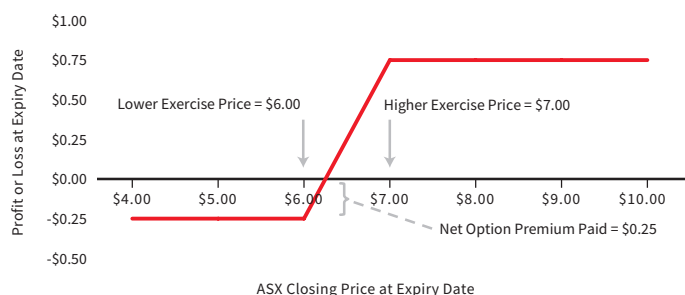 $1.00
$0.75
$0.50
Lower Exercise Price = $6.00
Higher Exercise Price = $7.00
$0.25
$0.00
$4.00 $5.00 $6.00 $7.00 $8.00 $9.00 $10.00
-$0.25
Net Option Premium Paid = $0.25
-$0.50
Profit or Loss at Expiry Date
ASX Closing Price at Expiry Date